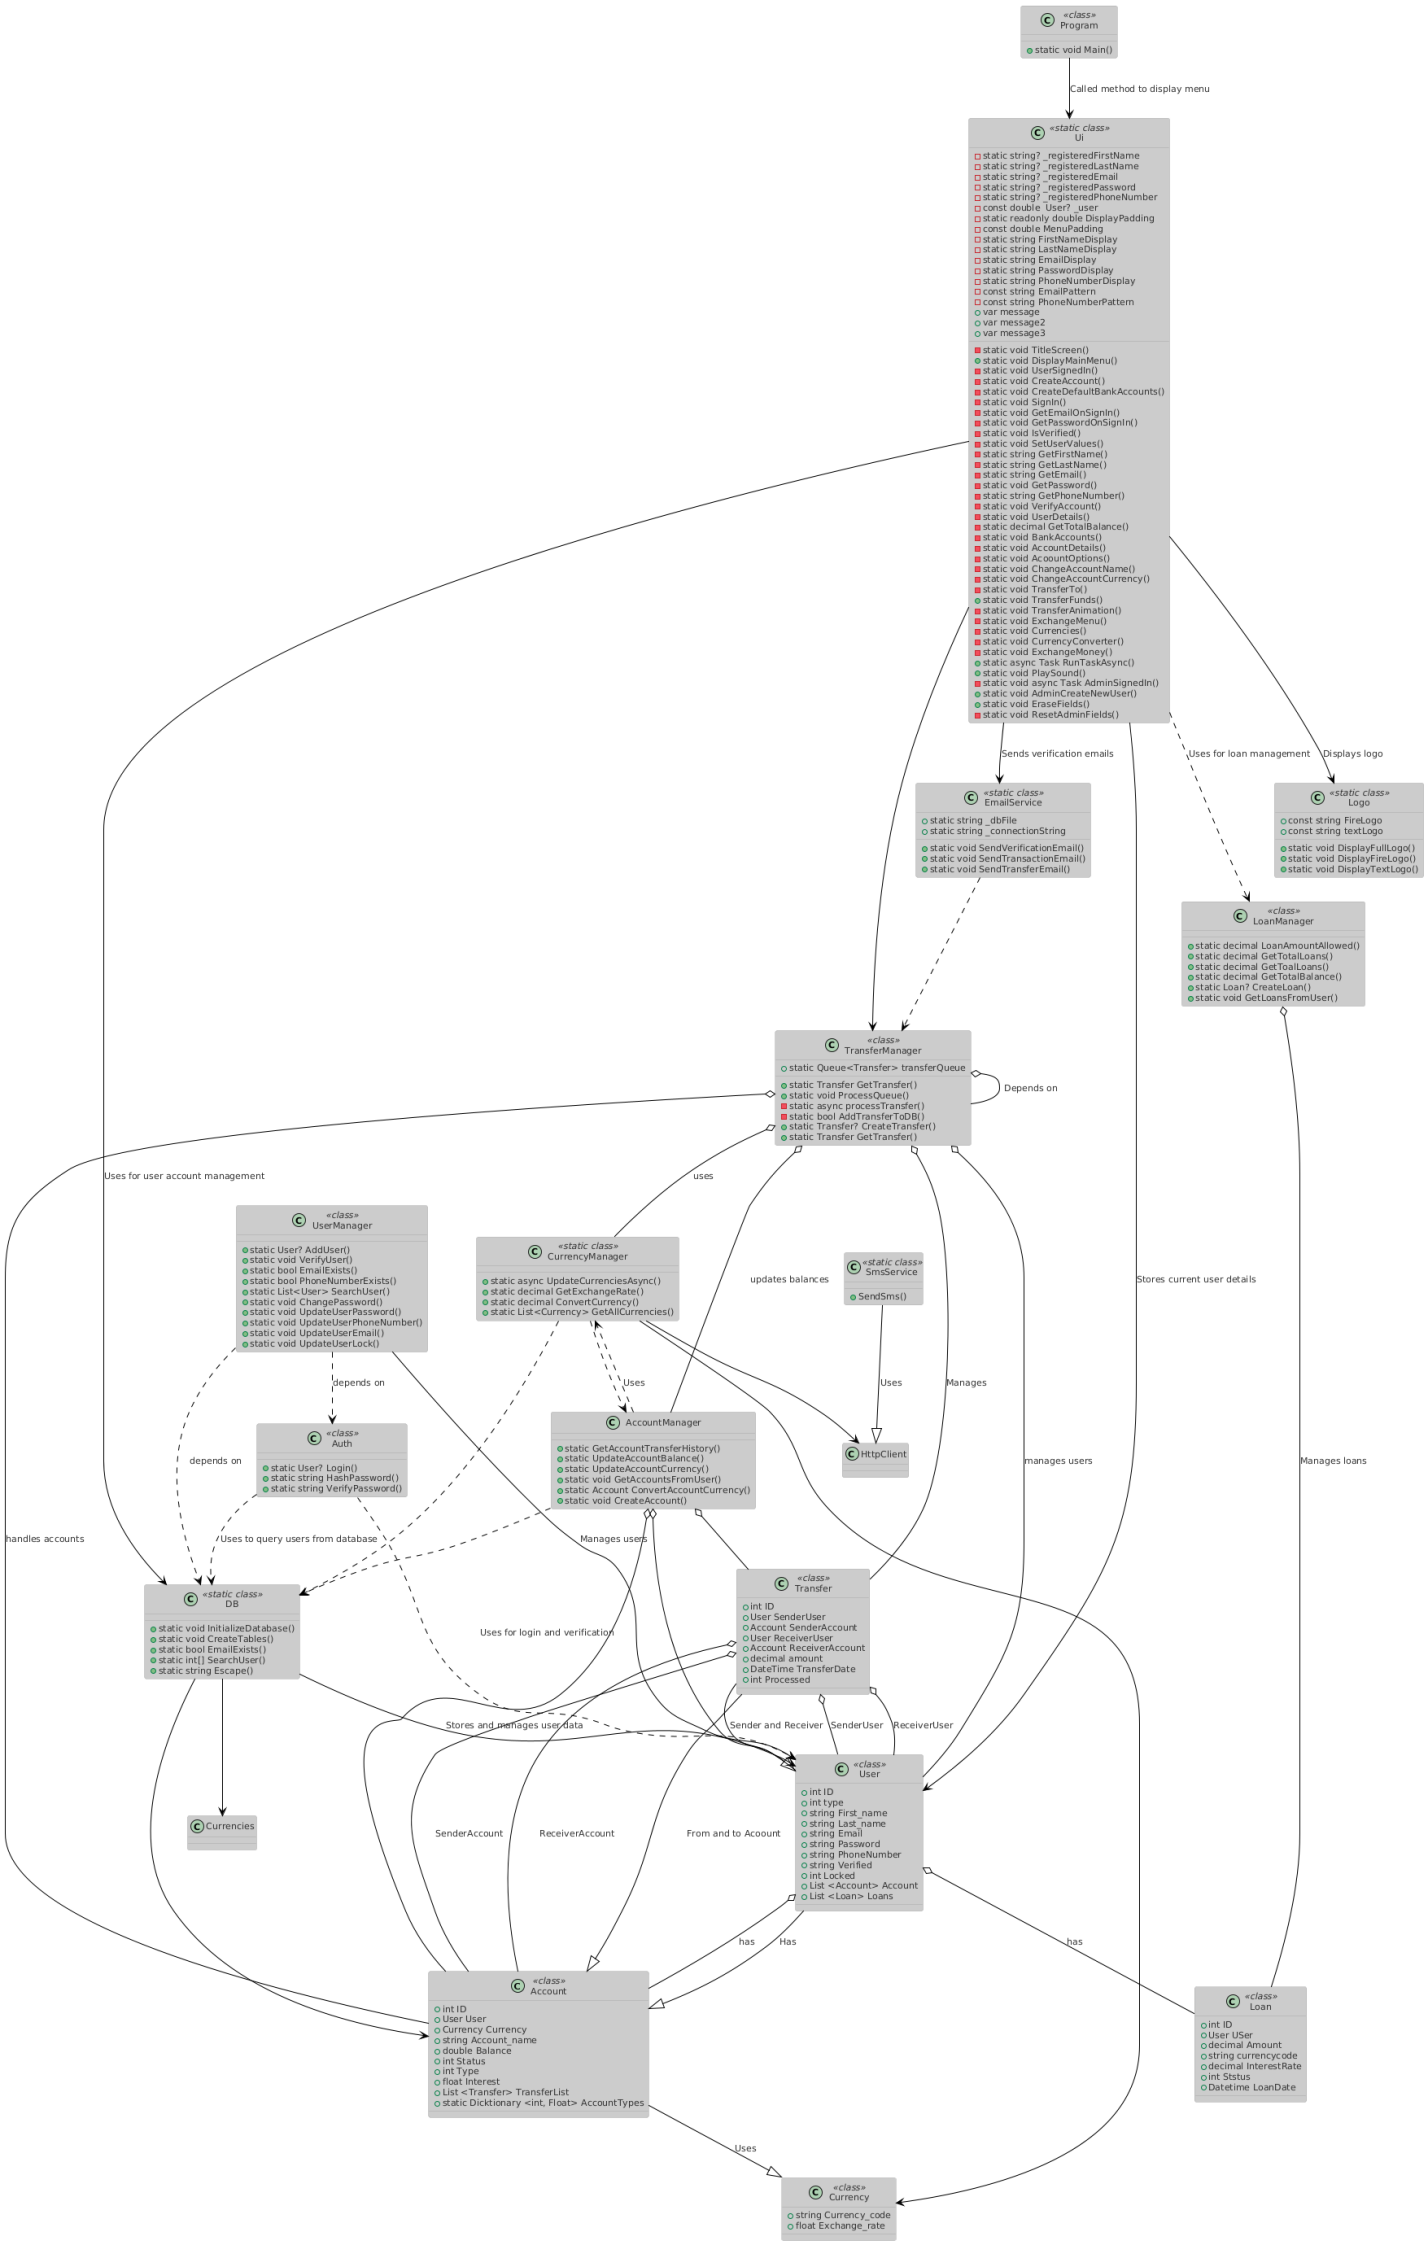 «class»
Program
static void Main()
Called method to display menu
«static class»
Ui
static string? _registeredFirstName
static string? _registeredLastName
static string? _registeredEmail
static string? _registeredPassword
static string? _registeredPhoneNumber
const double  User? _user
static readonly double DisplayPadding
const double MenuPadding
static string FirstNameDisplay
static string LastNameDisplay
static string EmailDisplay
static string PasswordDisplay
static string PhoneNumberDisplay
const string EmailPattern
const string PhoneNumberPattern
var message
var message2
var message3
static void TitleScreen()
static void DisplayMainMenu()
static void UserSignedIn()
static void CreateAccount()
static void CreateDefaultBankAccounts()
static void SignIn()
static void GetEmailOnSignIn()
static void GetPasswordOnSignIn()
static void IsVerified()
static void SetUserValues()
static string GetFirstName()
static string GetLastName()
static string GetEmail()
static void GetPassword()
static string GetPhoneNumber()
static void VerifyAccount()
static void UserDetails()
static decimal GetTotalBalance()
static void BankAccounts()
static void AccountDetails()
static void AcoountOptions()
static void ChangeAccountName()
static void ChangeAccountCurrency()
static void TransferTo()
static void TransferFunds()
static void TransferAnimation()
static void ExchangeMenu()
static void Currencies()
static void CurrencyConverter()
static void ExchangeMoney()
static async Task RunTaskAsync()
static void PlaySound()
static void async Task AdminSignedIn()
static void AdminCreateNewUser()
static void EraseFields()
static void ResetAdminFields()
Sends verification emails
Uses for loan management
Displays logo
«static class»
EmailService
static string _dbFile
static string _connectionString
static void SendVerificationEmail()
static void SendTransactionEmail()
static void SendTransferEmail()
«static class»
Logo
const string FireLogo
const string textLogo
static void DisplayFullLogo()
static void DisplayFireLogo()
static void DisplayTextLogo()
«class»
LoanManager
static decimal LoanAmountAllowed()
static decimal GetTotalLoans()
static decimal GetToalLoans()
static decimal GetTotalBalance()
static Loan? CreateLoan()
static void GetLoansFromUser()
«class»
TransferManager
static Queue<Transfer> transferQueue
static Transfer GetTransfer()
static void ProcessQueue()
static async processTransfer()
static bool AddTransferToDB()
static Transfer? CreateTransfer()
static Transfer GetTransfer()
Depends on
Uses for user account management
uses
«class»
UserManager
static User? AddUser()
static void VerifyUser()
static bool EmailExists()
static bool PhoneNumberExists()
static List<User> SearchUser()
static void ChangePassword()
static void UpdateUserPassword()
static void UpdateUserPhoneNumber()
static void UpdateUserEmail()
static void UpdateUserLock()
«static class»
CurrencyManager
static async UpdateCurrenciesAsync()
static decimal GetExchangeRate()
static decimal ConvertCurrency()
static List<Currency> GetAllCurrencies()
updates balances
«static class»
SmsService
SendSms()
Stores current user details
depends on
Uses
Uses
Manages
«class»
Auth
static User? Login()
static string HashPassword()
static string VerifyPassword()
depends on
AccountManager
static GetAccountTransferHistory()
static UpdateAccountBalance()
static UpdateAccountCurrency()
static void GetAccountsFromUser()
static Account ConvertAccountCurrency()
static void CreateAccount()
HttpClient
manages users
Manages loans
handles accounts
Uses to query users from database
Manages users
«static class»
DB
static void InitializeDatabase()
static void CreateTables()
static bool EmailExists()
static int[] SearchUser()
static string Escape()
Uses for login and verification
«class»
Transfer
int ID
User SenderUser
Account SenderAccount
User ReceiverUser
Account ReceiverAccount
decimal amount
DateTime TransferDate
int Processed
Stores and manages user data
Sender and Receiver
SenderUser
ReceiverUser
«class»
User
int ID
int type
string First_name
string Last_name
string Email
string Password
string PhoneNumber
string Verified
int Locked
List <Account> Account
List <Loan> Loans
Currencies
SenderAccount
ReceiverAccount
From and to Acoount
has
Has
has
«class»
Account
int ID
User User
Currency Currency
string Account_name
double Balance
int Status
int Type
float Interest
List <Transfer> TransferList
static Dicktionary <int, Float> AccountTypes
«class»
Loan
int ID
User USer
decimal Amount
string currencycode
decimal InterestRate
int Ststus
Datetime LoanDate
Uses
«class»
Currency
string Currency_code
float Exchange_rate